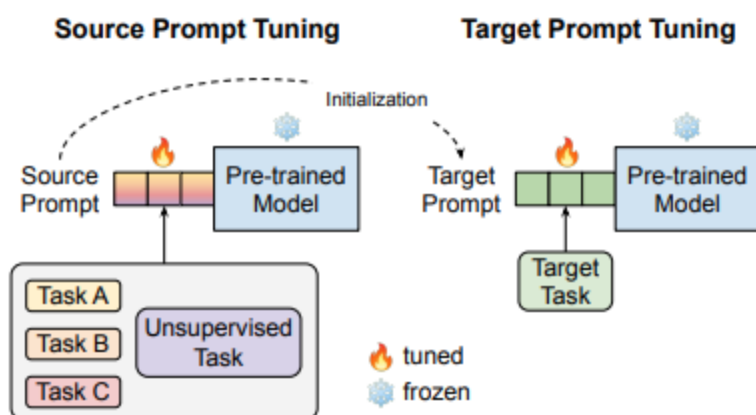 Source Prompt Tuning
Target Prompt Tuning
Initialization
Source
Prompt
Pre-trained
Model
Target
Prompt
Pre-trained
Model
Task A
Task B
Task C
Unsupervised
Task
Target
Task
tuned
frozen